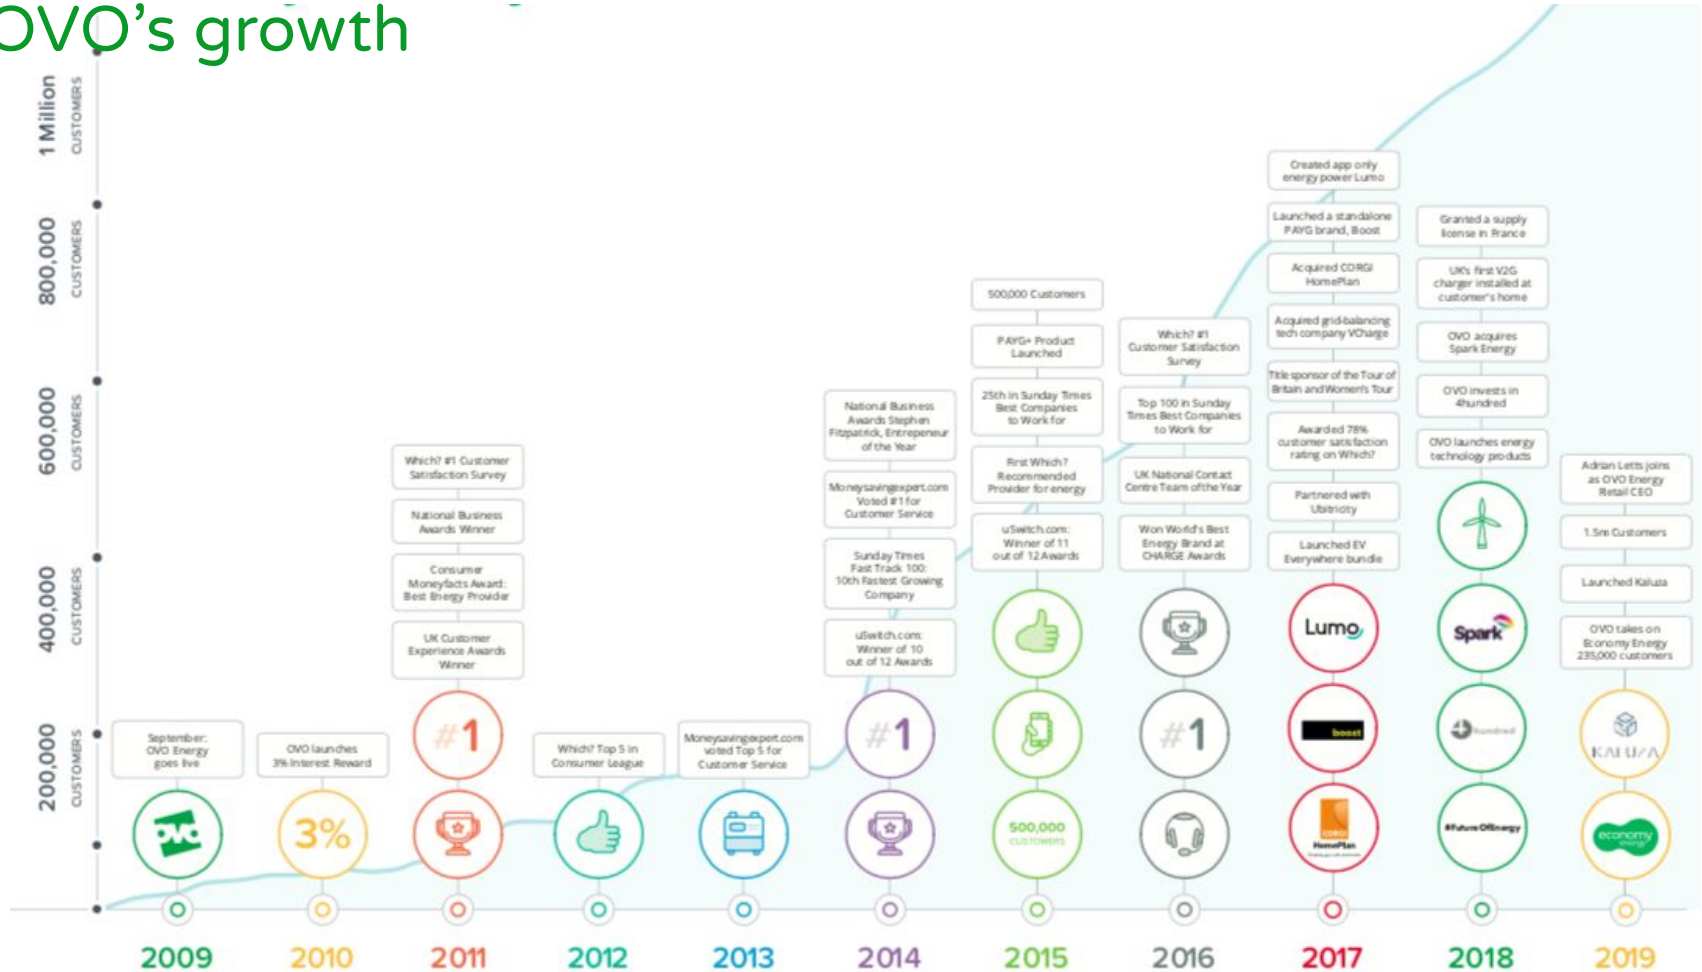 OVO's growth
1 Million
CUSTOMERS
800,000
CUSTOMERS
600,000
CUSTOMERS
400,000
CUSTOMERS
200,000
CUSTOMERS
September:
OVO Energy
goes live
ovo
2009
OVO launches
3% Interest Reward
3%
2010
Which? #1 Customer
Satisfaction Survey
National Business
Awards Winner
Consumer
Moneyfacts Award:
Best Energy Provider
UK Customer
Experience Awards
Winner
#1
2011
Which? Top 5 in
Consumer League
2012
Moneysavingexpert.com
voted Top 5 for
Customer Service
2013
National Business
Awards Stephen
Fitzpatrick, Entrepeneur
of the Year
Moneysavingexpert.com
Voted #1 for
Customer Service
Sunday Times
Fast Track 100:
10th Fastest Growing
Company
uSwitch.com:
Winner of 10
out of 12 Awards
#1
2014
500,000 Customers
PAYG+ Product
Launched
25th in Sunday Times
Best Companies
to Work for
First Which?
Recommended
Provider for energy
uSwitch.com:
Winner of 11
out of 12 Awards
500,000
CUSTOMERS
2015
Which? #1
Customer Satisfaction
Survey
Top 100 in Sunday
Times Best Companies
to Work for
UK National Contact
Centre Team of the Year
Won World's Best
Energy Brand at
CHARGE Awards
#1
2016
Created app only
energy power Lumo
Launched a standalone
PAYG brand, Boost
Acquired CORGI
HomePlan
Acquired grid-balancing
tech company VCharge
Title sponsor of the Tour of
Britain and Women's Tour
Awarded 78%
customer satisfaction
rating on Which?
Partnered with
Ubitricity
Launched EV
Everywhere bundle
Lumo
boost
CORGI
HomePlan
2017
Granted a supply
license in France
UK's first V2G
charger installed at
customer's home
OVO acquires
Spark Energy
OVO invests in
4hundred
OVO launches energy
technology products
Spark
4hundred
#FutureOfEnergy
2018
Adrian Letts joins
as OVO Energy
Retail CEO
1.5m Customers
Launched Kaluza
OVO takes on
Economy Energy
235,000 customers
KALUZA
economy
energy
2019